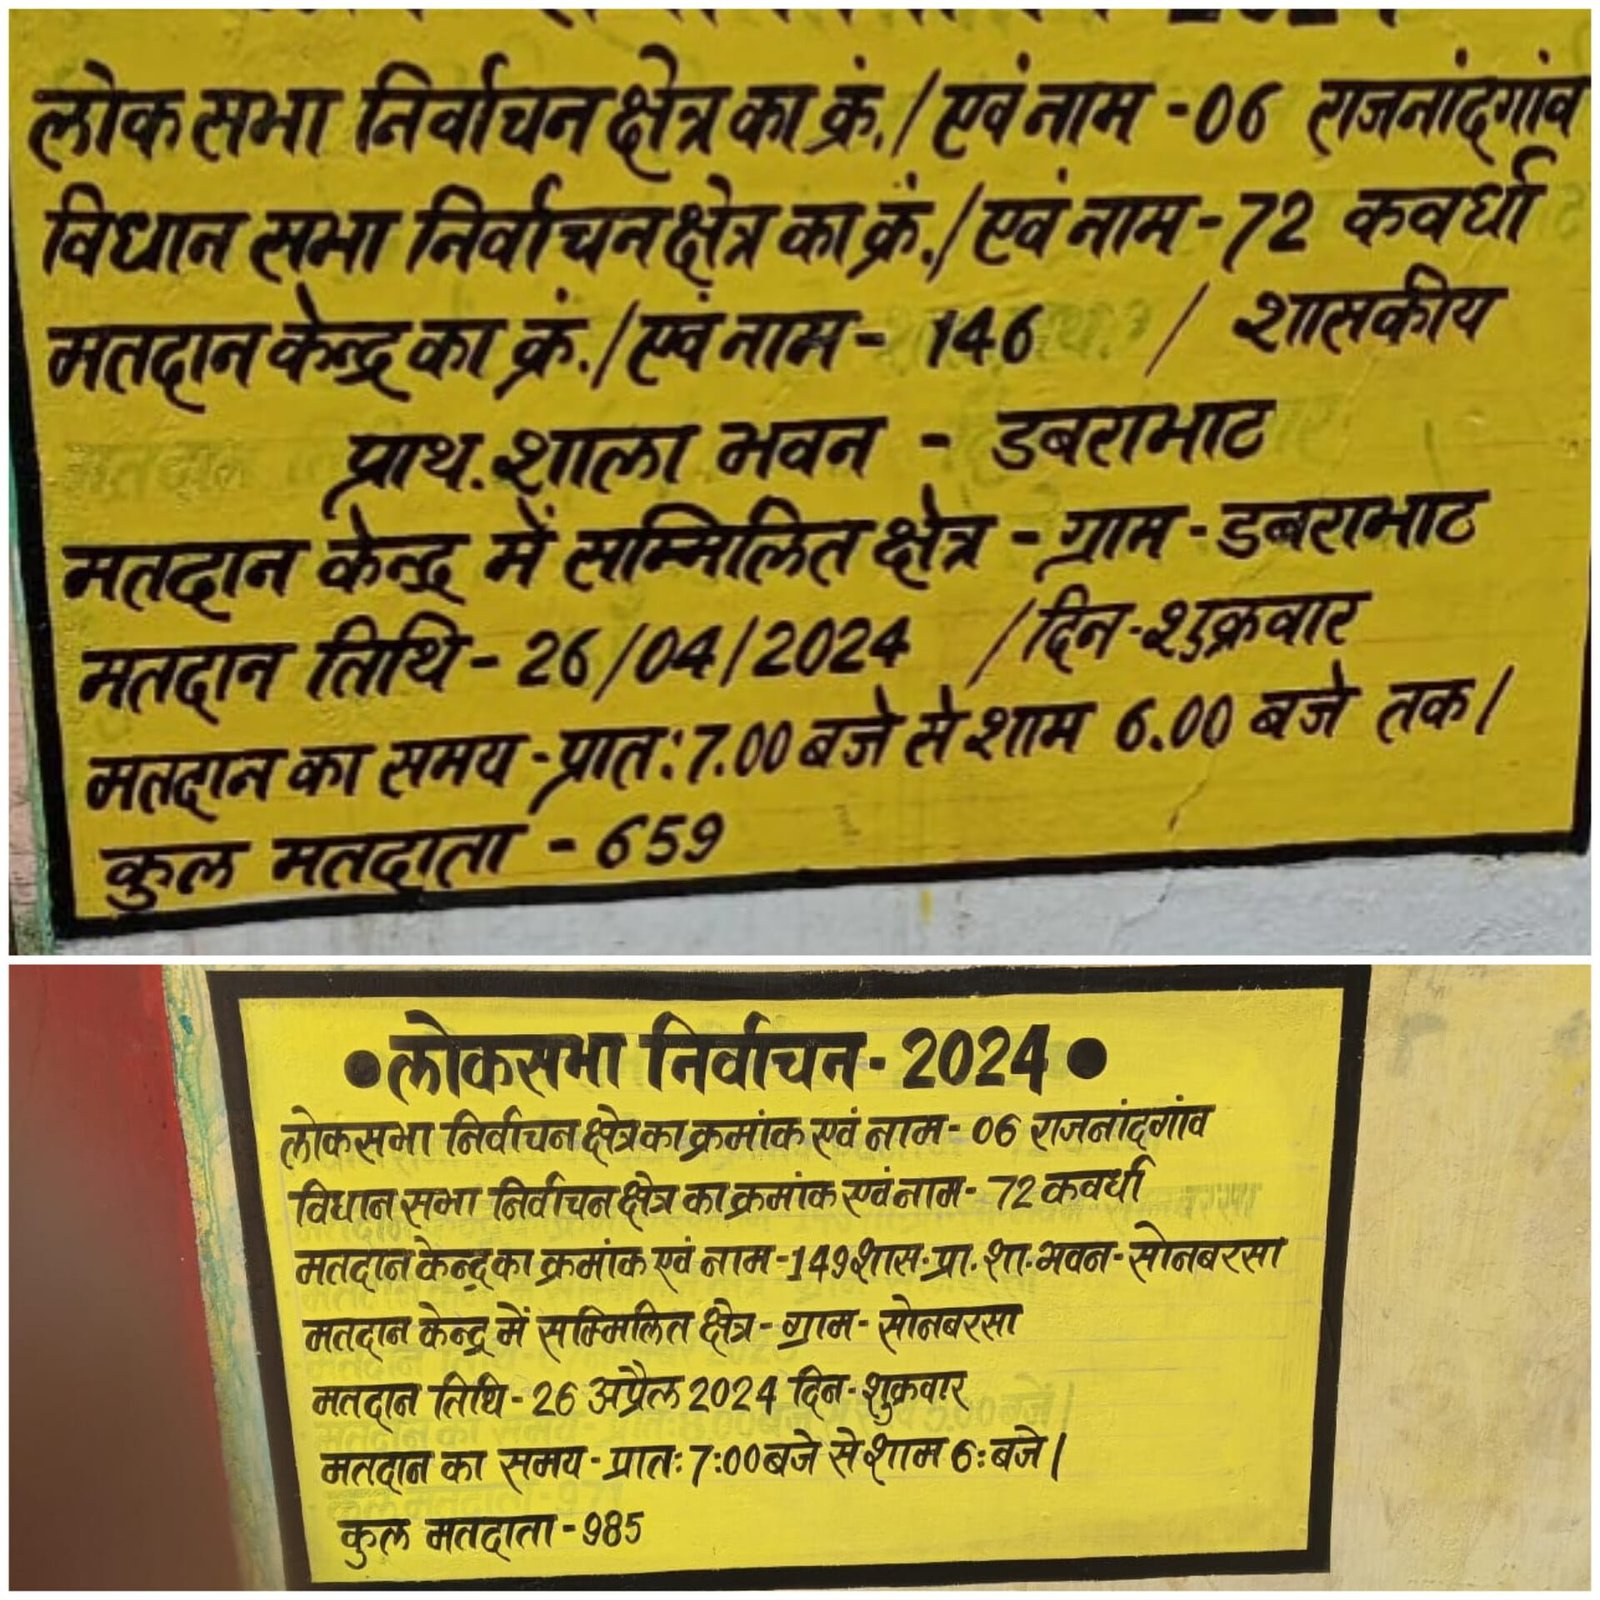 लोक सभा निर्वाचन क्षेत्र का क्रं./एवं नाम - 06 राजनांदगांव
विधान सभा निर्वाचन क्षेत्र का क्रं./एवं नाम - 72 कवर्धा
मतदान केन्द्र का क्रं./एवं नाम - 146 / शासकीय
प्राथ. शाला भवन - डबराभाट
मतदान केन्द्र में सम्मिलित क्षेत्र - ग्राम - डबराभाट
मतदान तिथि - 26/04/2024 /दिन - शुक्रवार
मतदान का समय - प्रात: 7.00 बजे से शाम 6.00 बजे तक।
कुल मतदाता - 659
•लोकसभा निर्वाचन - 2024•
लोकसभा निर्वाचन क्षेत्र का क्रमांक एवं नाम - 06 राजनांदगांव
विधान सभा निर्वाचन क्षेत्र का क्रमांक एवं नाम - 72 कवर्धा
मतदान केन्द्र का क्रमांक एवं नाम - 149 शास. प्रा. शा. भवन - सोनबरसा
मतदान केन्द्र में सम्मिलित क्षेत्र - ग्राम - सोनबरसा
मतदान तिथि - 26 अप्रैल 2024 दिन - शुक्रवार
मतदान का समय - प्रात: 7:00 बजे से शाम 6: बजे।
कुल मतदाता - 985